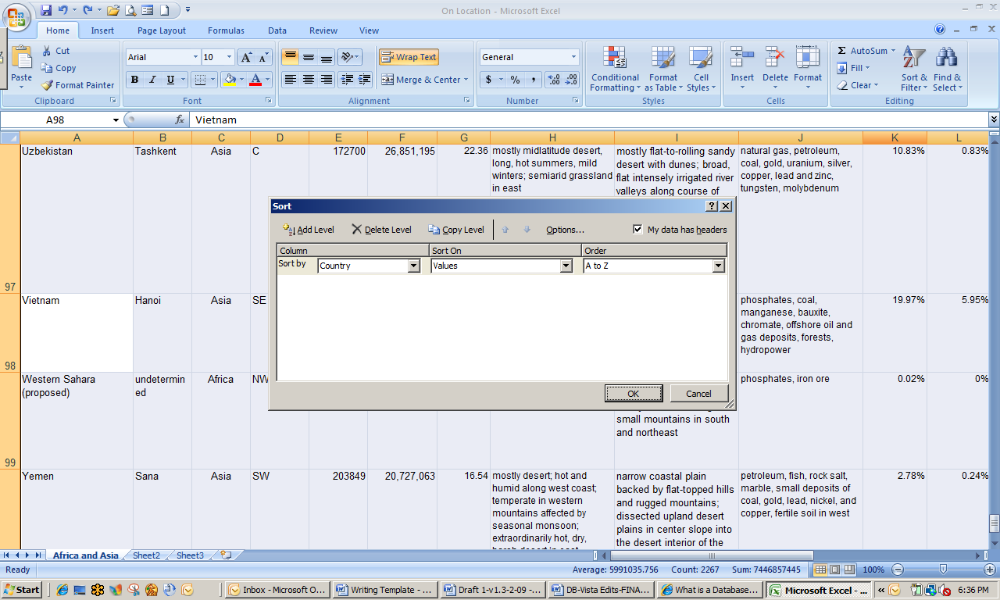 On Location - Microsoft Excel
Home Insert Page Layout Formulas Data Review View
Paste
Cut
Copy
Format Painter
Clipboard
Arial 10
B I U
Font
Wrap Text
Merge & Center
Alignment
General
$ % ,
Number
Conditional Formatting
Format as Table
Cell Styles
Styles
Insert Delete Format
Cells
AutoSum
Fill
Clear
Sort & Filter
Find & Select
Editing
A98 fx Vietnam
A B C D E F G H I J K L
97
Uzbekistan Tashkent Asia C 172700 26,851,195 22.36
mostly midlatitude desert,
long, hot summers, mild
winters; semiarid grassland
in east
mostly flat-to-rolling sandy
desert with dunes; broad,
flat intensely irrigated river
valleys along course of
natural gas, petroleum,
coal, gold, uranium, silver,
copper, lead and zinc,
tungsten, molybdenum
10.83% 0.83%
Sort
Add Level Delete Level Copy Level Options... My data has headers
Column Sort On Order
Sort by Country Values A to Z
OK Cancel
98
Vietnam Hanoi Asia SE
phosphates, coal,
manganese, bauxite,
chromate, offshore oil and
gas deposits, forests,
hydropower
19.97% 5.95%
99
Western Sahara
(proposed)
undetermin
ed
Africa NW
small mountains in south
and northeast
phosphates, iron ore
0.02% 0%
Yemen Sana Asia SW 203849 20,727,063 16.54
mostly desert; hot and
humid along west coast;
temperate in western
mountains affected by
seasonal monsoon;
extraordinarily hot, dry,
harsh desert in east
narrow coastal plain
backed by flat-topped hills
and rugged mountains;
dissected upland desert
plains in center slope into
the desert interior of the
petroleum, fish, rock salt,
marble, small deposits of
coal, gold, lead, nickel, and
copper, fertile soil in west
2.78% 0.24%
Africa and Asia Sheet2 Sheet3
Ready Average: 5991035.756 Count: 2267 Sum: 7446857445 100%
Start Inbox - Microsoft O... Writing Template - ... Draft 1-v1.3-2-09 -... DB-Vista Edits-FINA... What is a Database... Microsoft Excel - ... 6:36 PM